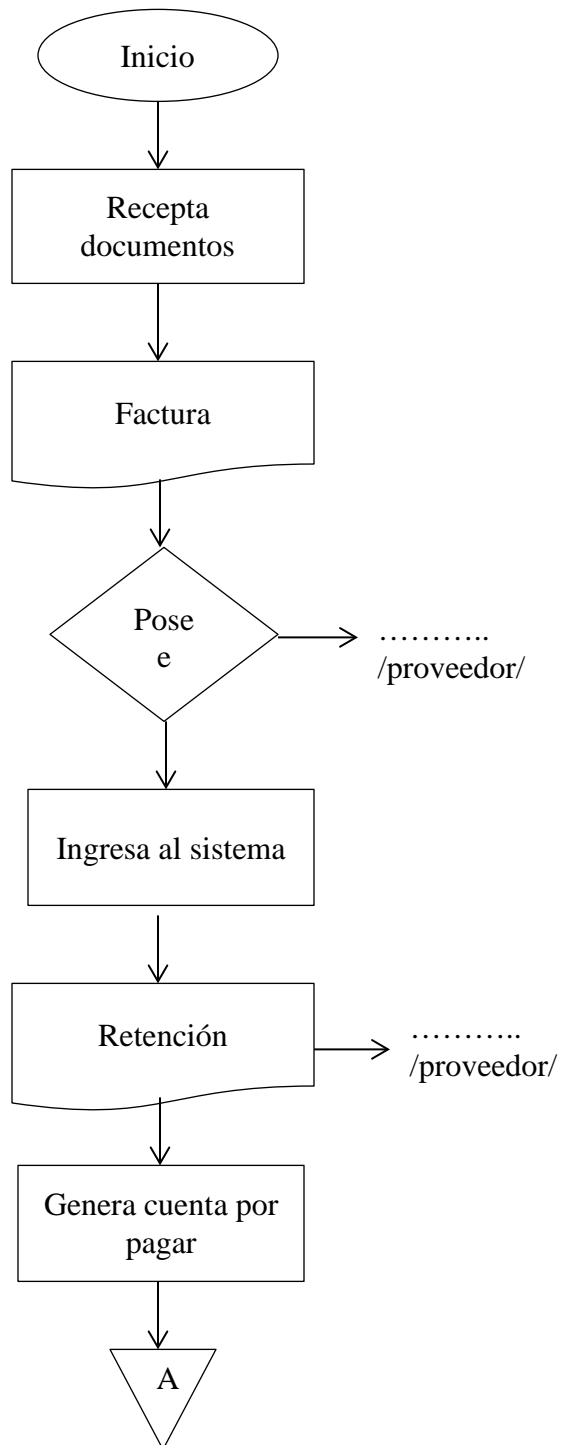 Inicio
Recepta
documentos
Factura
Pose
e
………..
/proveedor/
Ingresa al sistema
Retención
………..
/proveedor/
Genera cuenta por
pagar
A